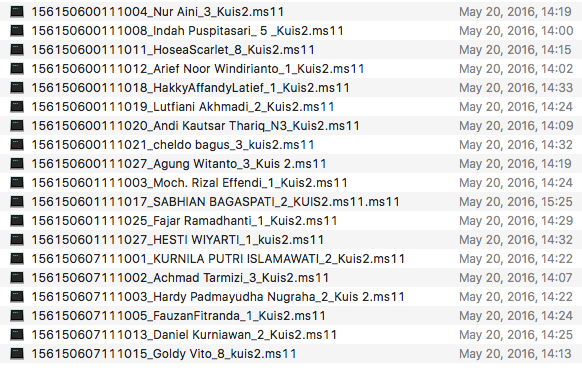 156150600111004_Nur Aini_3_Kuis2.ms11 May 20, 2016, 14:19
156150600111008_Indah Puspitasari_ 5 _Kuis2.ms11 May 20, 2016, 14:00
156150600111011_HoseaScarlet_8_Kuis2.ms11 May 20, 2016, 14:15
156150600111012_Arief Noor Windirianto_1_Kuis2.ms11 May 20, 2016, 14:02
156150600111018_HakkyAffandyLatief_1_Kuis2.ms11 May 20, 2016, 14:33
156150600111019_Lutfiani Akhmadi_2_Kuis2.ms11 May 20, 2016, 14:24
156150600111020_Andi Kautsar Thariq_N3_Kuis2.ms11 May 20, 2016, 14:09
156150600111021_cheldo bagus_3_kuis2.ms11 May 20, 2016, 14:32
156150600111027_Agung Witanto_3_Kuis 2.ms11 May 20, 2016, 14:19
156150601111003_Moch. Rizal Effendi_1_Kuis2.ms11 May 20, 2016, 14:24
156150601111017_SABHIAN BAGASPATI_2_KUIS2.ms11.ms11 May 20, 2016, 15:25
156150601111025_Fajar Ramadhanti_1_Kuis2.ms11 May 20, 2016, 14:29
156150601111027_HESTI WIYARTI_1_kuis2.ms11 May 20, 2016, 14:32
156150607111001_KURNILA PUTRI ISLAMAWATI_2_Kuis2.ms11 May 20, 2016, 14:22
156150607111002_Achmad Tarmizi_3_Kuis2.ms11 May 20, 2016, 14:07
156150607111003_Hardy Padmayudha Nugraha_2_Kuis 2.ms11 May 20, 2016, 14:22
156150607111005_FauzanFitranda_1_Kuis2.ms11 May 20, 2016, 14:24
156150607111013_Daniel Kurniawan_2_Kuis2.ms11 May 20, 2016, 14:25
156150607111015_Goldy Vito_8_kuis2.ms11 May 20, 2016, 14:13